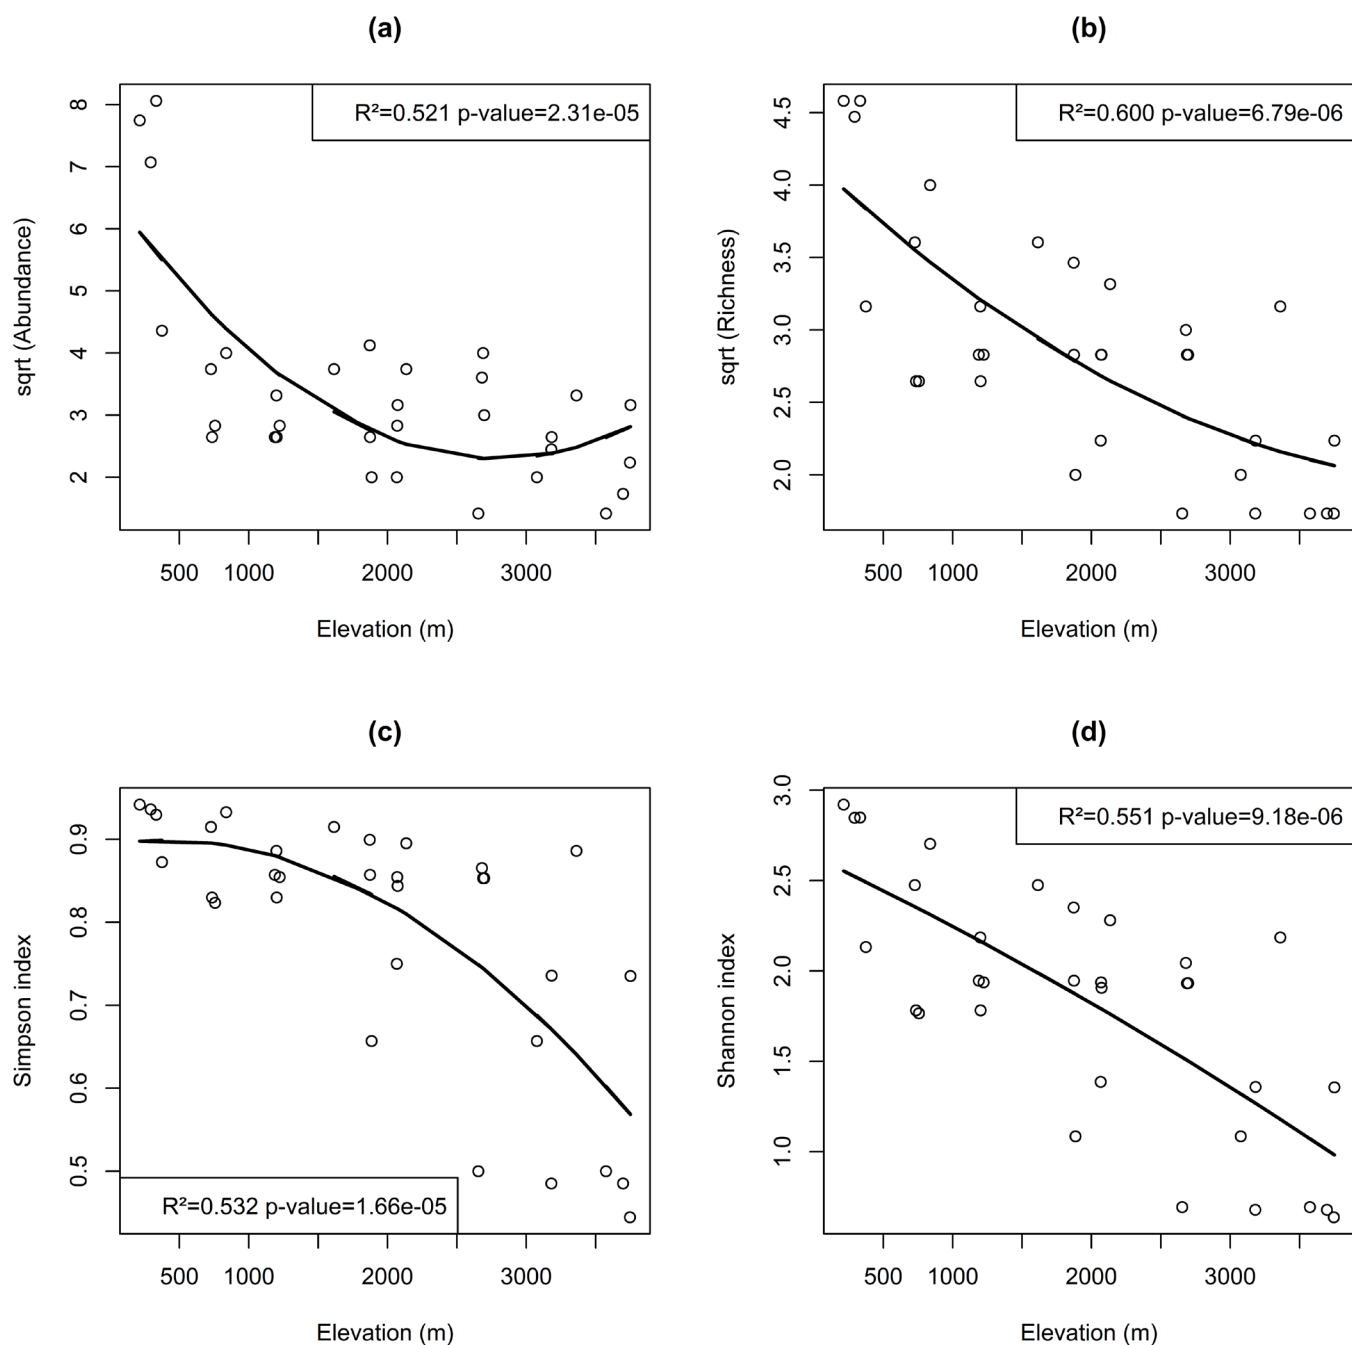 (a)
R²=0.521 p-value=2.31e-05
sqrt (Abundance)
8
7
6
5
4
3
2
500 1000 2000 3000
Elevation (m)
(b)
R²=0.600 p-value=6.79e-06
sqrt (Richness)
4.5
4.0
3.5
3.0
2.5
2.0
500 1000 2000 3000
Elevation (m)
(c)
Simpson index
0.9
0.8
0.7
0.6
0.5
R²=0.532 p-value=1.66e-05
500 1000 2000 3000
Elevation (m)
(d)
R²=0.551 p-value=9.18e-06
Shannon index
3.0
2.5
2.0
1.5
1.0
500 1000 2000 3000
Elevation (m)